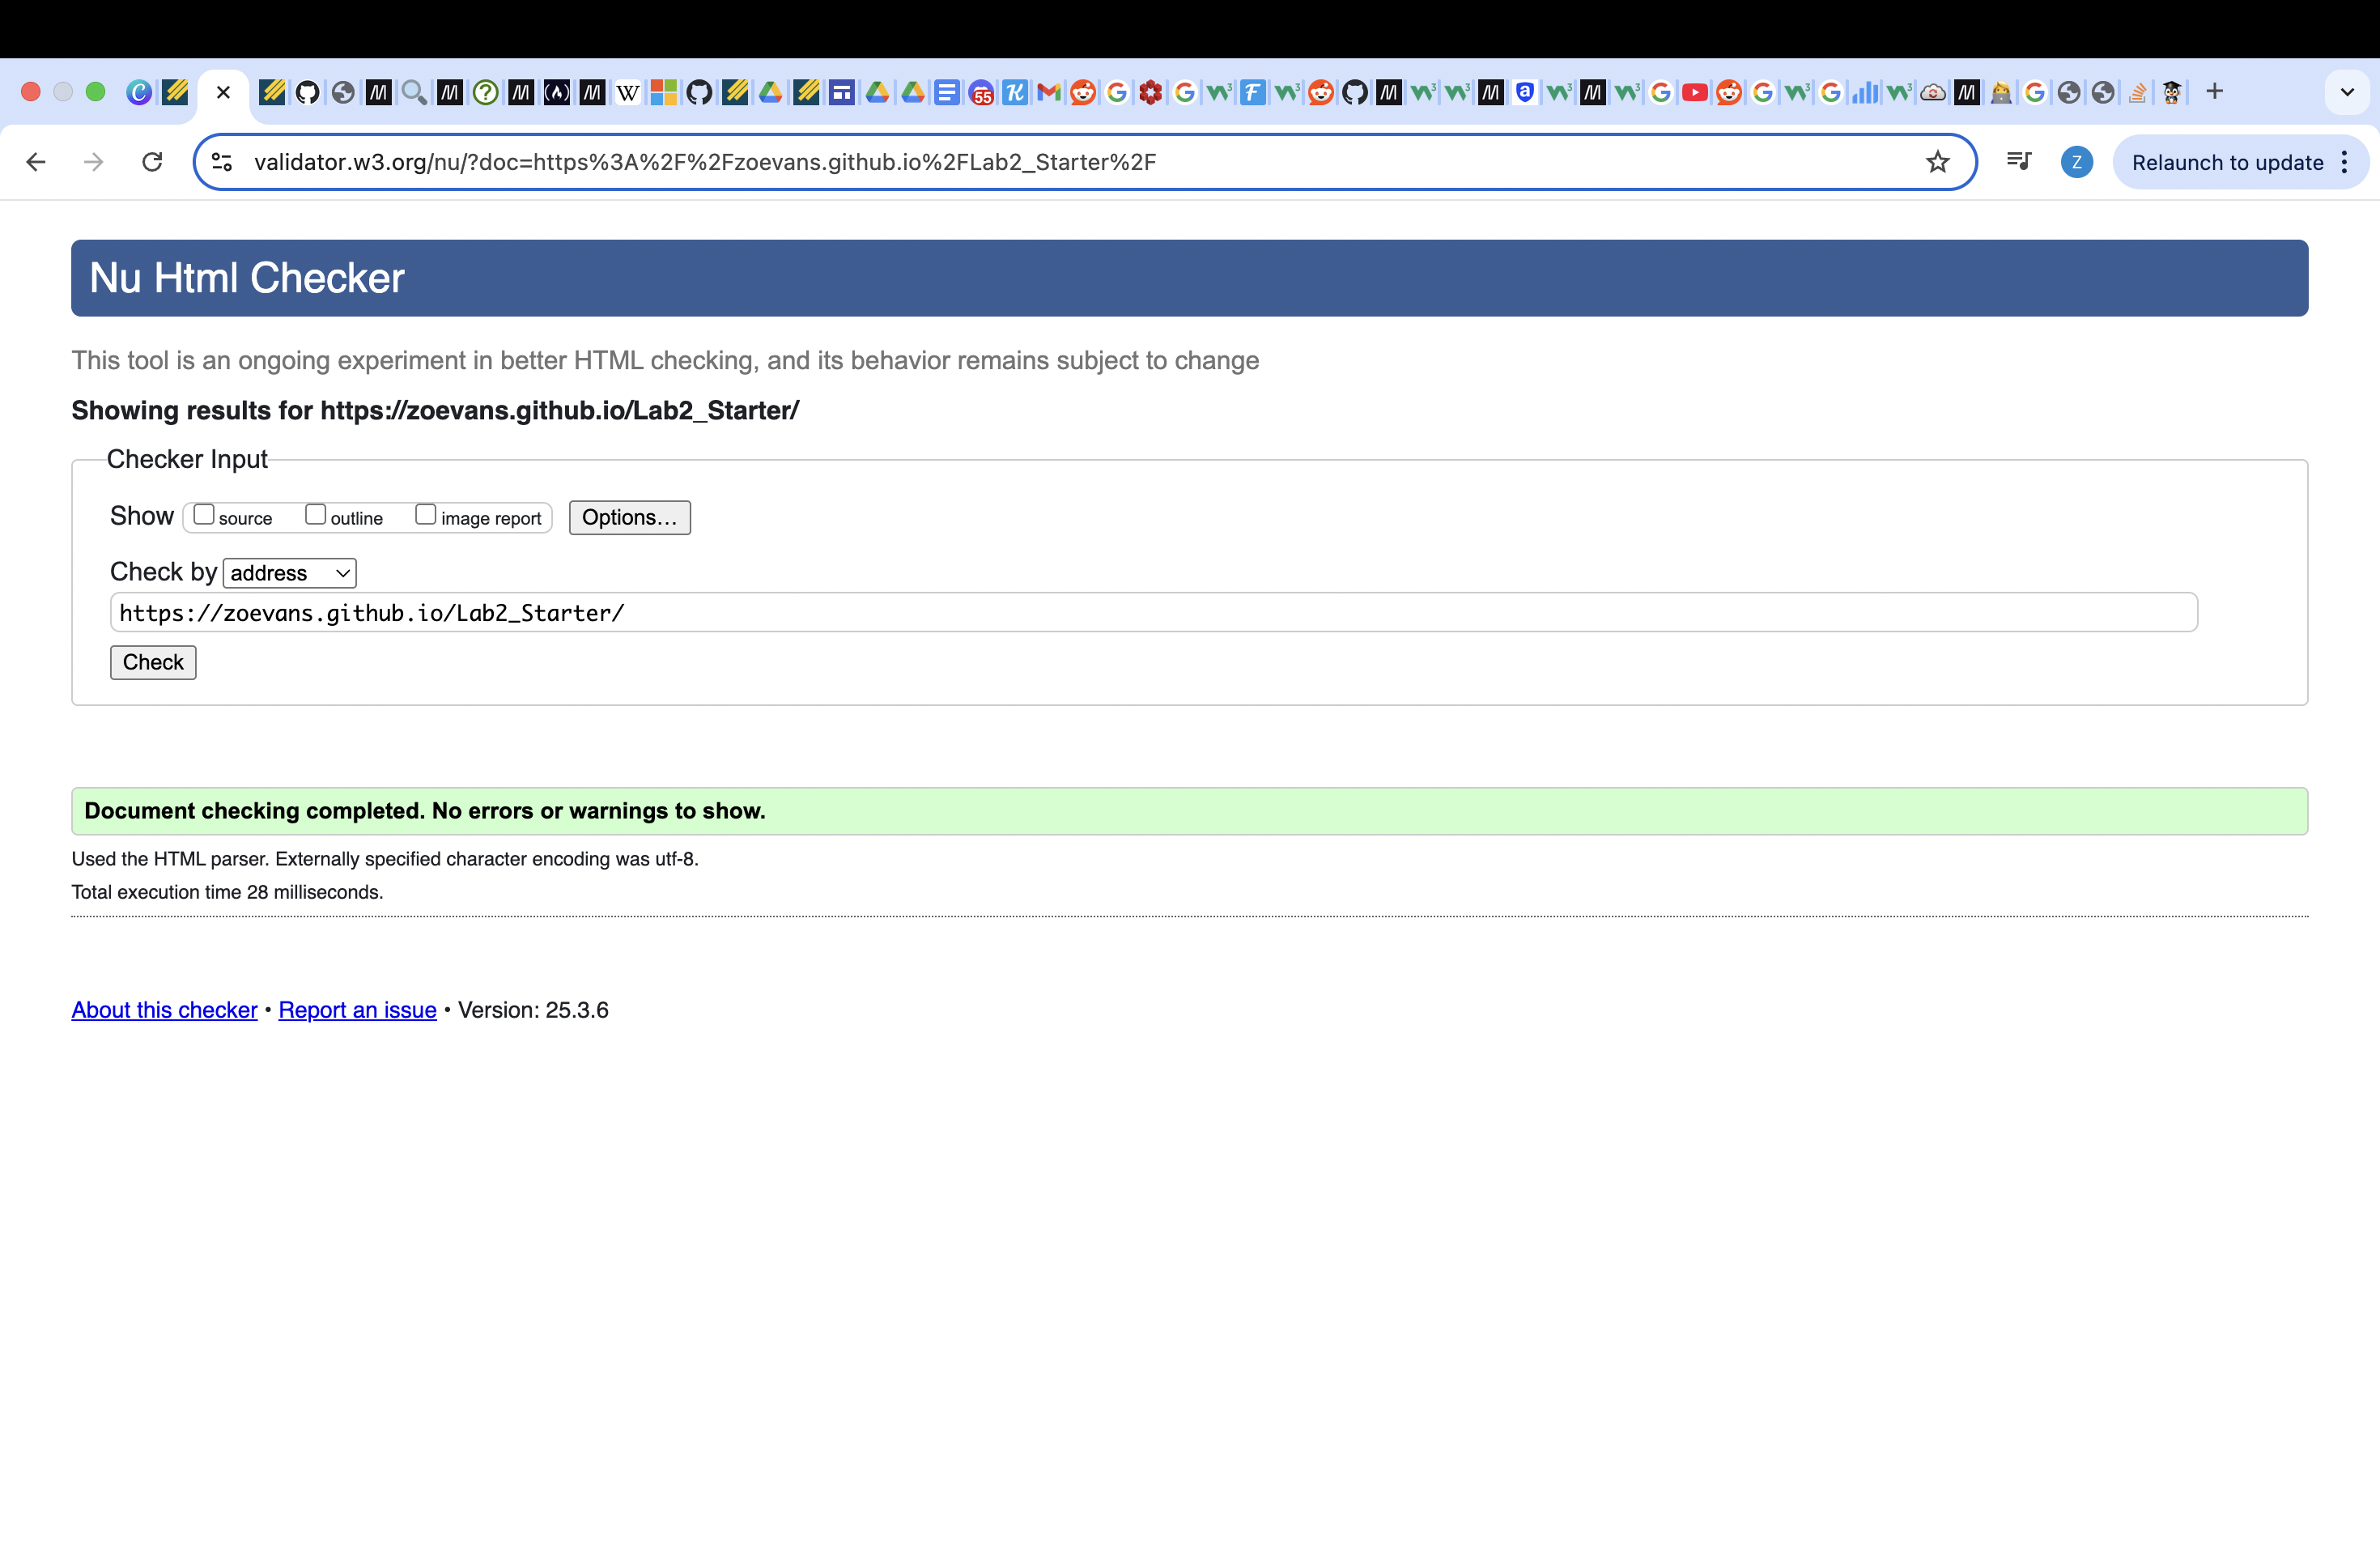 validator.w3.org/nu/?doc=https%3A%2F%2Fzoevans.github.io%2FLab2_Starter%2F
Z
Relaunch to update
Nu Html Checker
This tool is an ongoing experiment in better HTML checking, and its behavior remains subject to change
Showing results for https://zoevans.github.io/Lab2_Starter/
Checker Input
Show source outline image report Options...
Check by address
https://zoevans.github.io/Lab2_Starter/
Check
Document checking completed. No errors or warnings to show.
Used the HTML parser. Externally specified character encoding was utf-8.
Total execution time 28 milliseconds.
About this checker • Report an issue • Version: 25.3.6